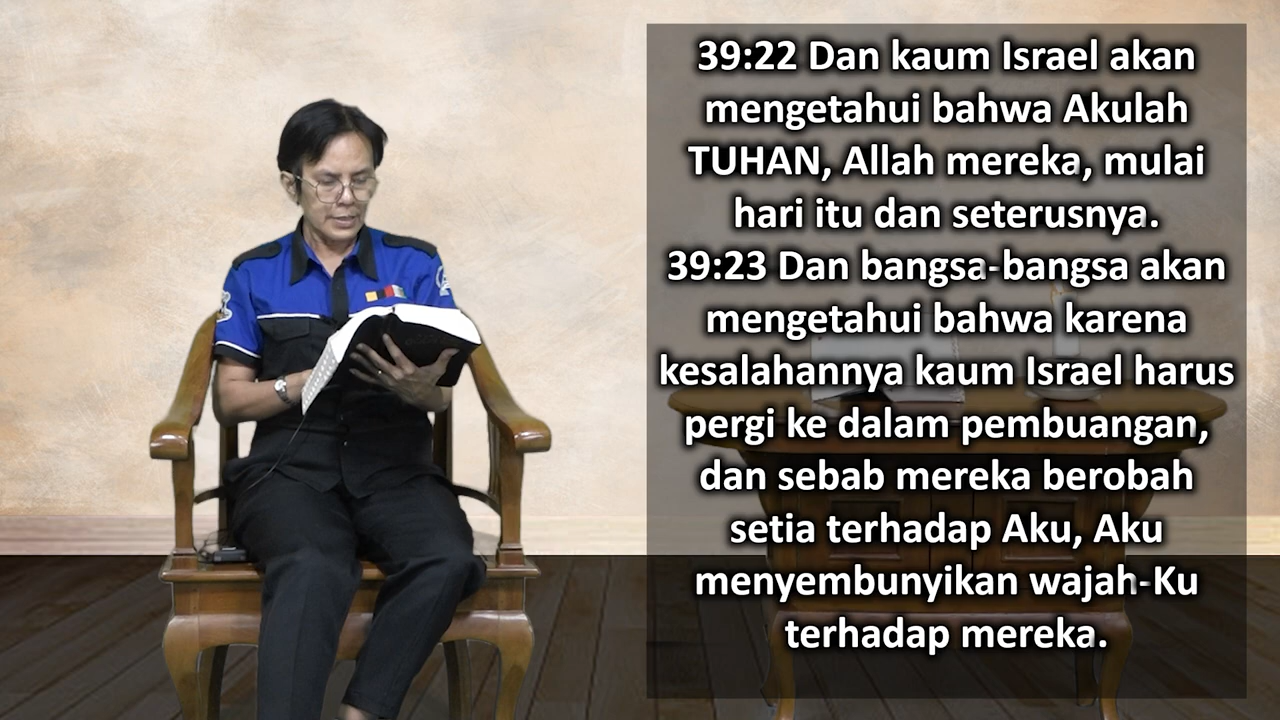 39:22 Dan kaum Israel akan
mengetahui bahwa Akulah
TUHAN, Allah mereka, mulai
hari itu dan seterusnya.
39:23 Dan bangsa-bangsa akan
mengetahui bahwa karena
kesalahannya kaum Israel harus
pergi ke dalam pembuangan,
dan sebab mereka berobah
setia terhadap Aku, Aku
menyembunyikan wajah-Ku
terhadap mereka.